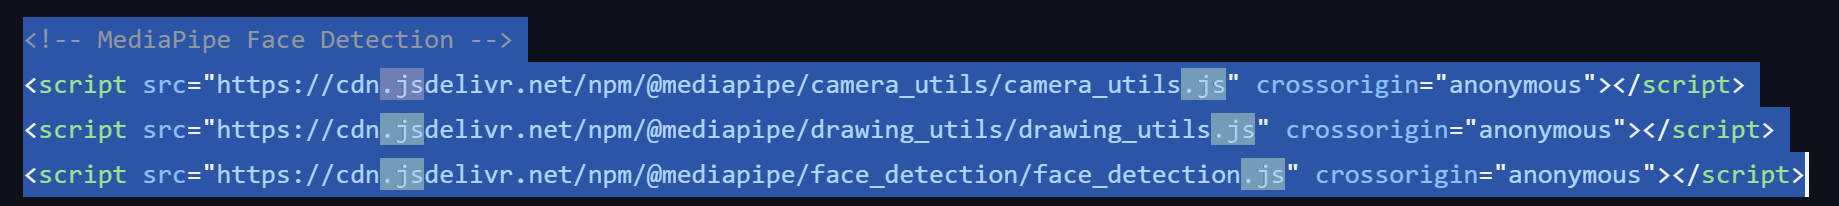 <!-- MediaPipe Face Detection -->
<script src="https://cdn.jsdelivr.net/npm/@mediapipe/camera_utils/camera_utils.js" crossorigin="anonymous"></script>
<script src="https://cdn.jsdelivr.net/npm/@mediapipe/drawing_utils/drawing_utils.js" crossorigin="anonymous"></script>
<script src="https://cdn.jsdelivr.net/npm/@mediapipe/face_detection/face_detection.js" crossorigin="anonymous"></script>